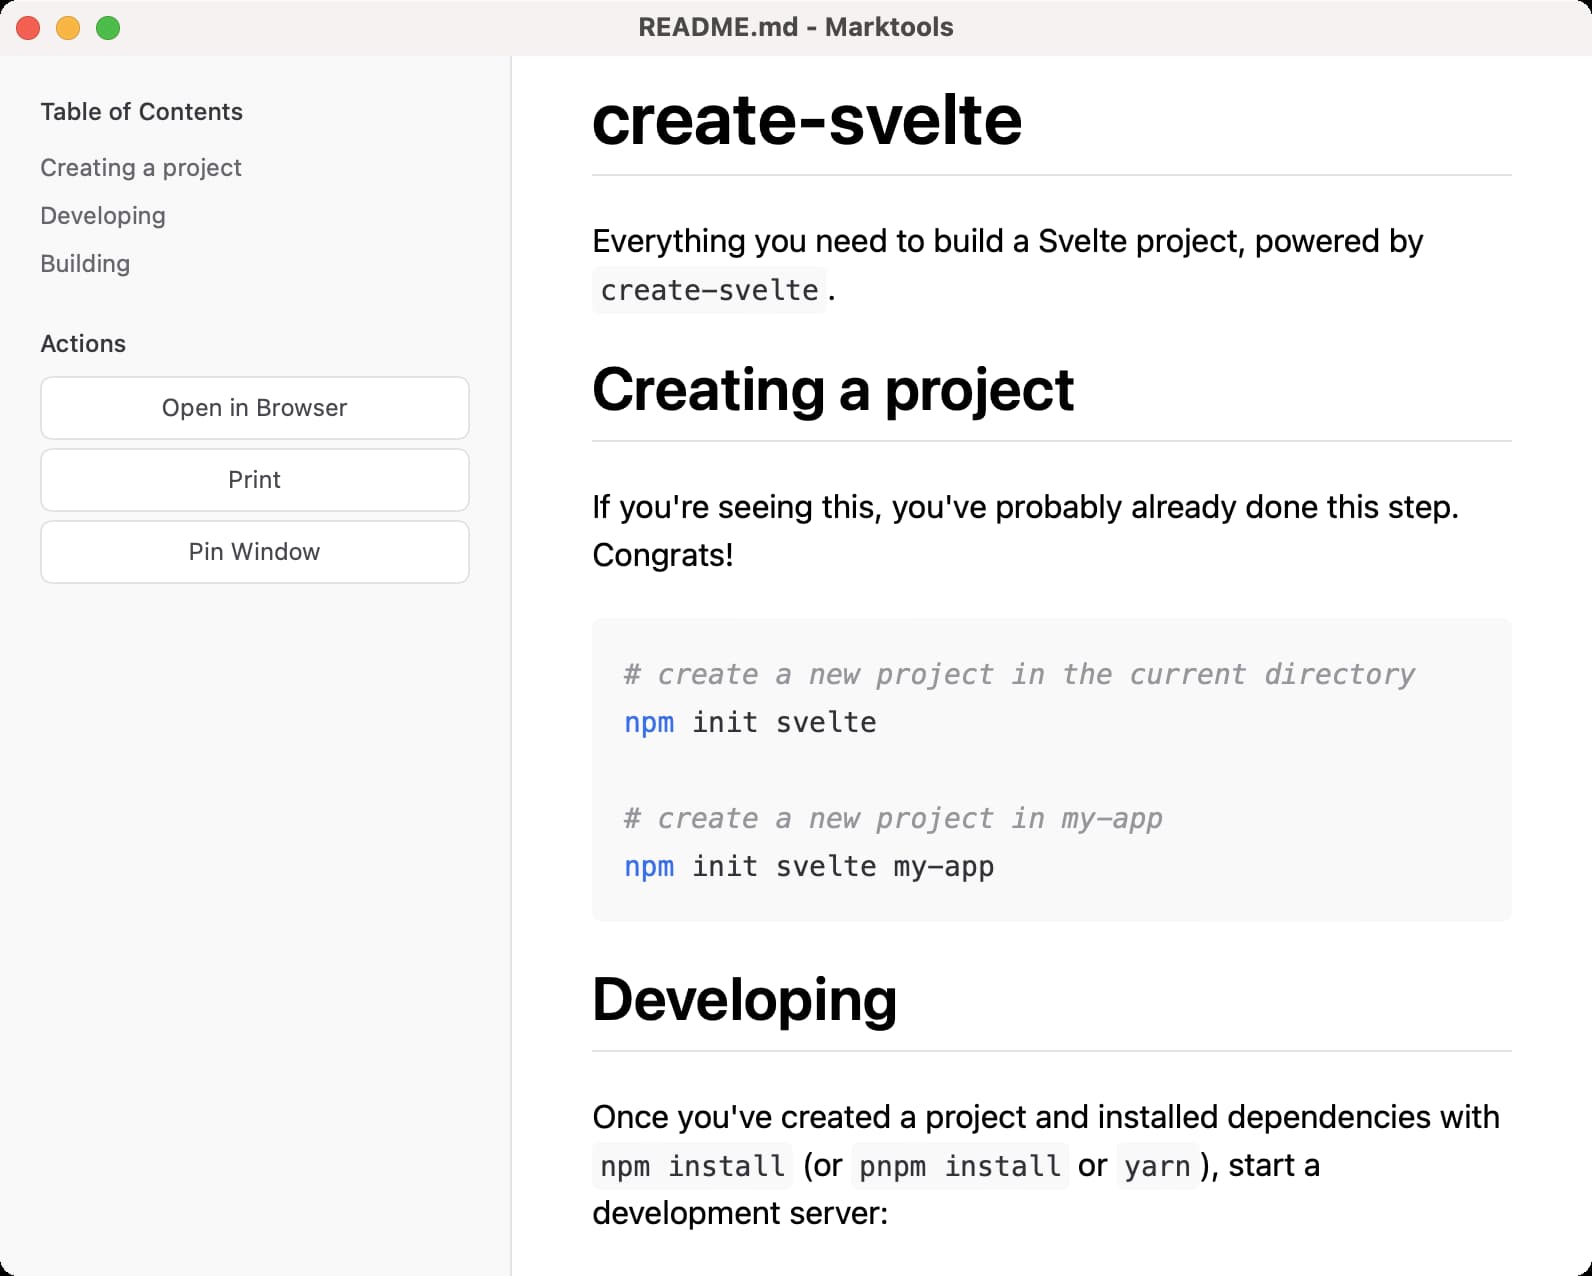 README.md - Marktools
Table of Contents
Creating a project
Developing
Building
Actions
Open in Browser
Print
Pin Window
create-svelte
Everything you need to build a Svelte project, powered by
create-svelte.
Creating a project
If you're seeing this, you've probably already done this step.
Congrats!
# create a new project in the current directory
npm init svelte
# create a new project in my-app
npm init svelte my-app
Developing
Once you've created a project and installed dependencies with
npm install (or pnpm install or yarn), start a
development server: